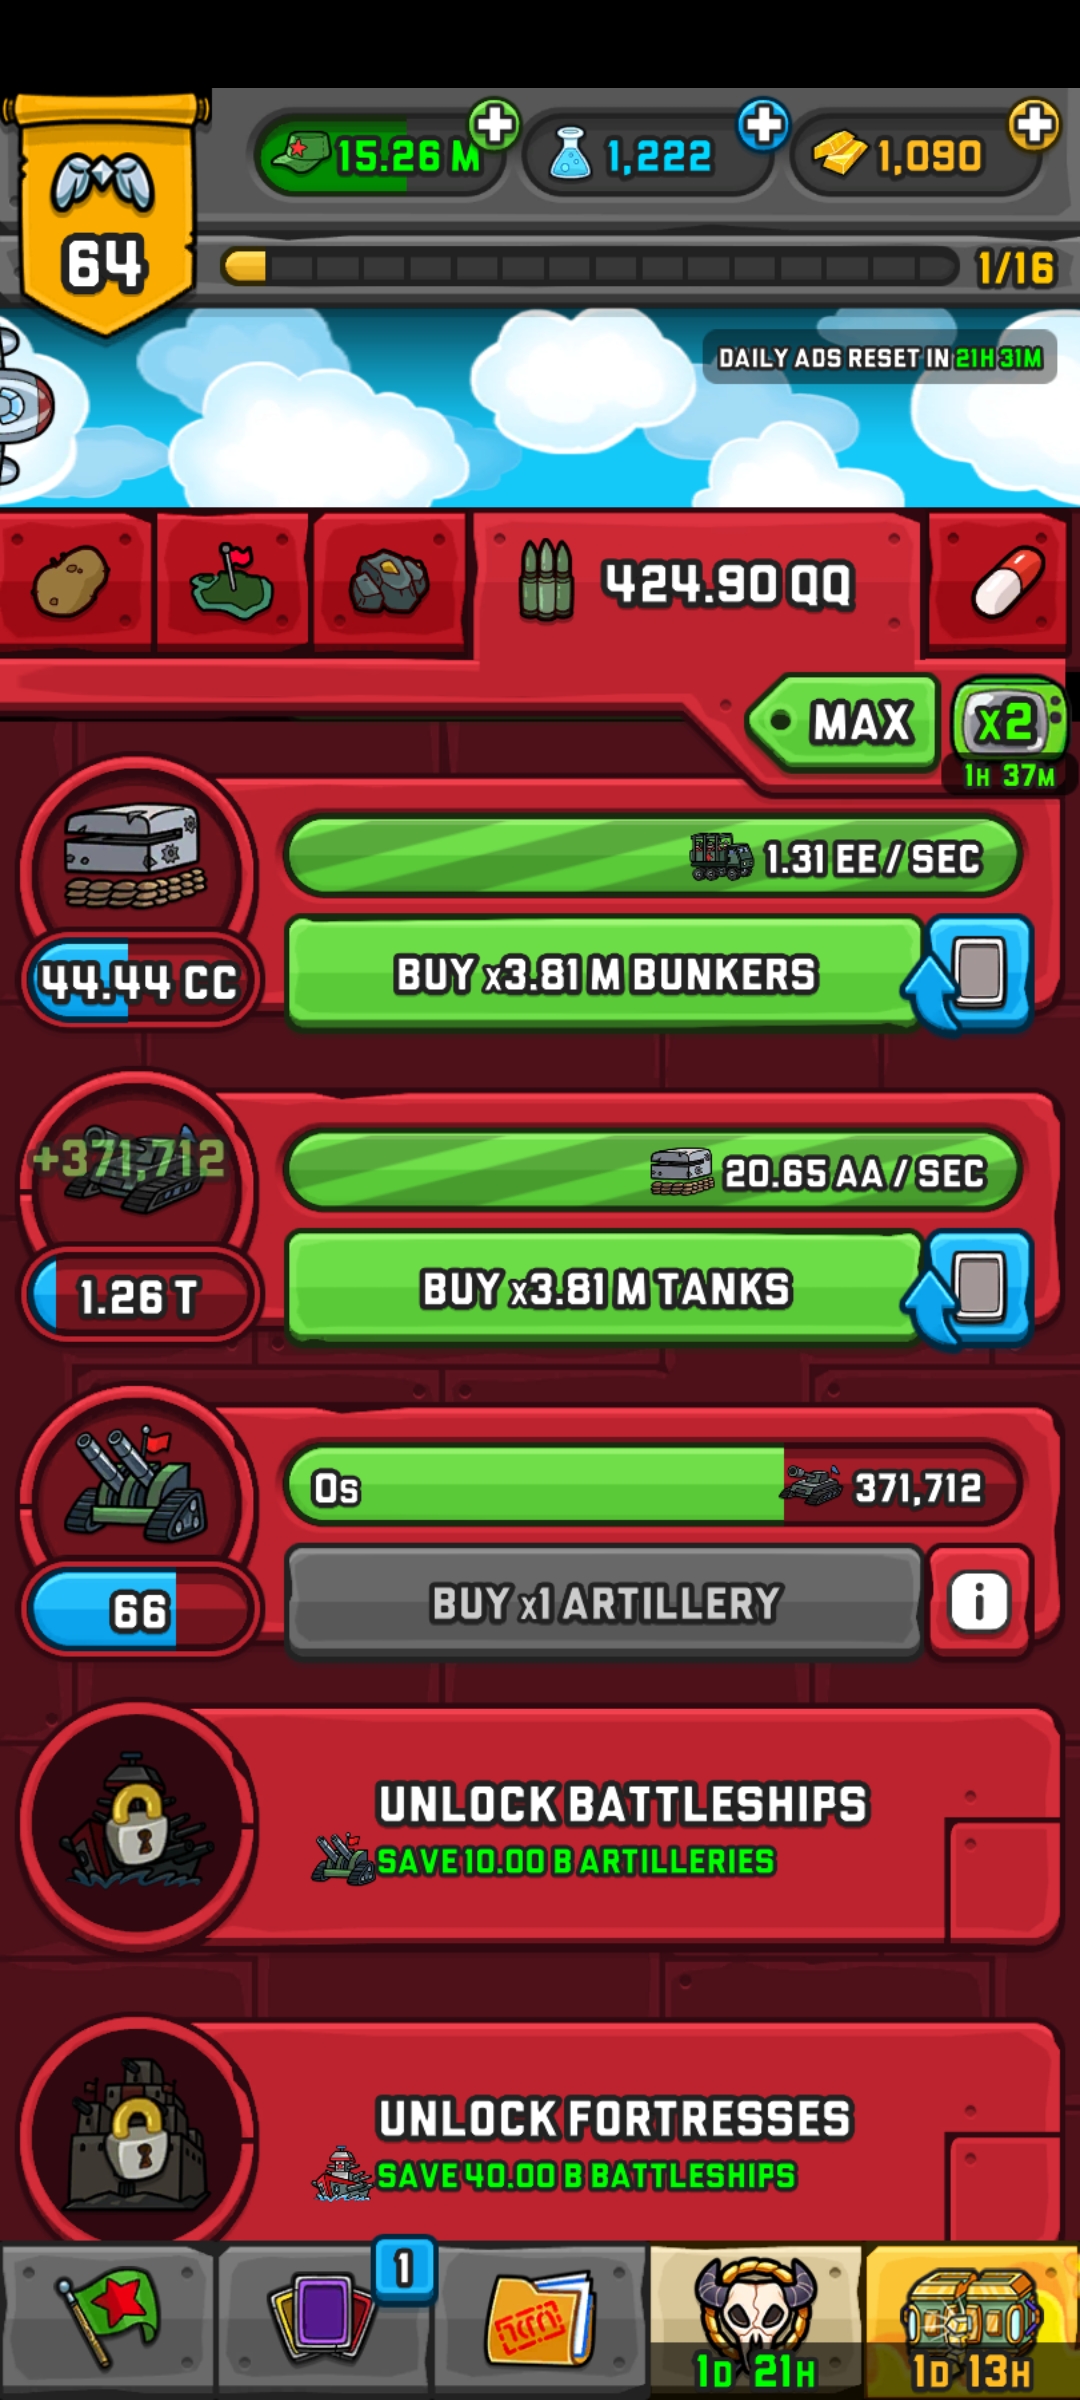 15.26 M
1,222
1,090
64
1/16
DAILY ADS RESET IN 21H 31M
424.90 QQ
MAX
x2
1H 37M
1.31 EE / SEC
44.44 CC
BUY x3.81 M BUNKERS
+371,712
20.65 AA / SEC
1.26 T
BUY x3.81 M TANKS
0s
371,712
66
BUY x1 ARTILLERY
i
UNLOCK BATTLESHIPS
SAVE 10.00 B ARTILLERIES
UNLOCK FORTRESSES
SAVE 40.00 B BATTLESHIPS
1
1D 21H
1D 13H